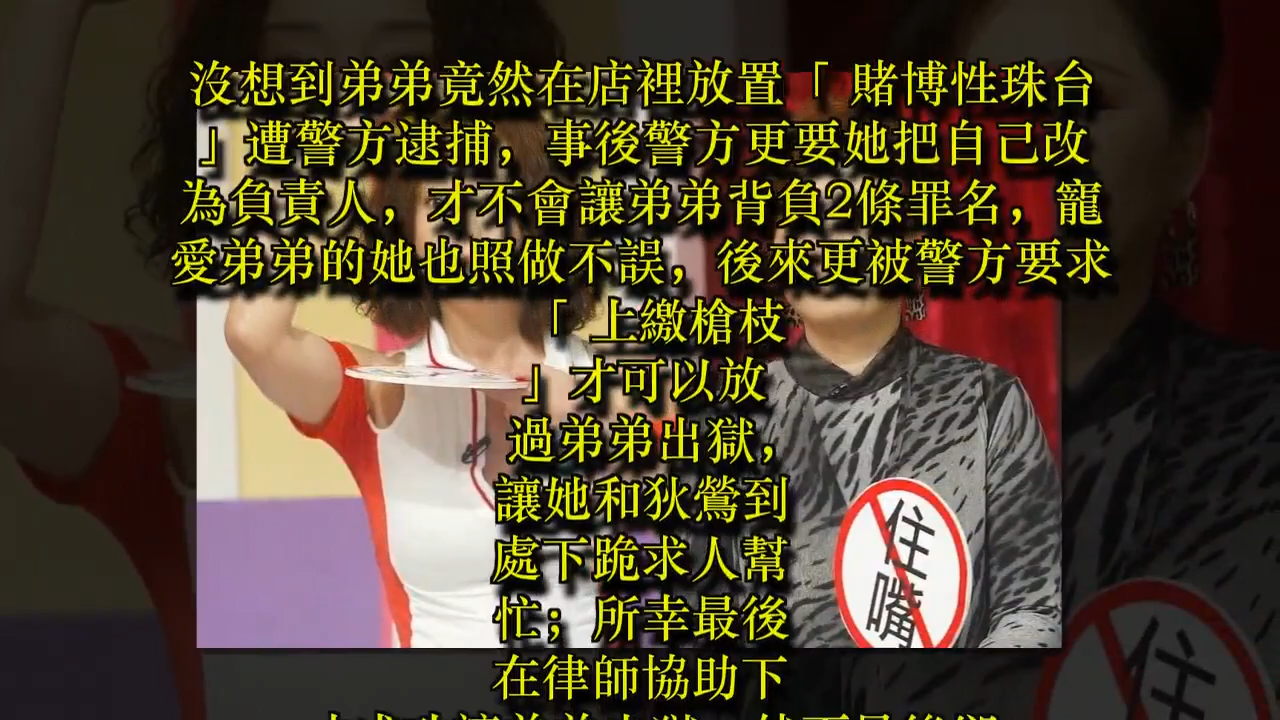 沒想到弟弟竟然在店裡放置「 賭博性珠台
」遭警方逮捕，事後警方更要她把自己改
為負責人，才不會讓弟弟背負2條罪名，寵
愛弟弟的她也照做不誤，後來更被警方要求
「 上繳槍枝
」才可以放
過弟弟出獄，
讓她和狄鶯到
處下跪求人幫
忙；所幸最後
在律師協助下
住嘴
住